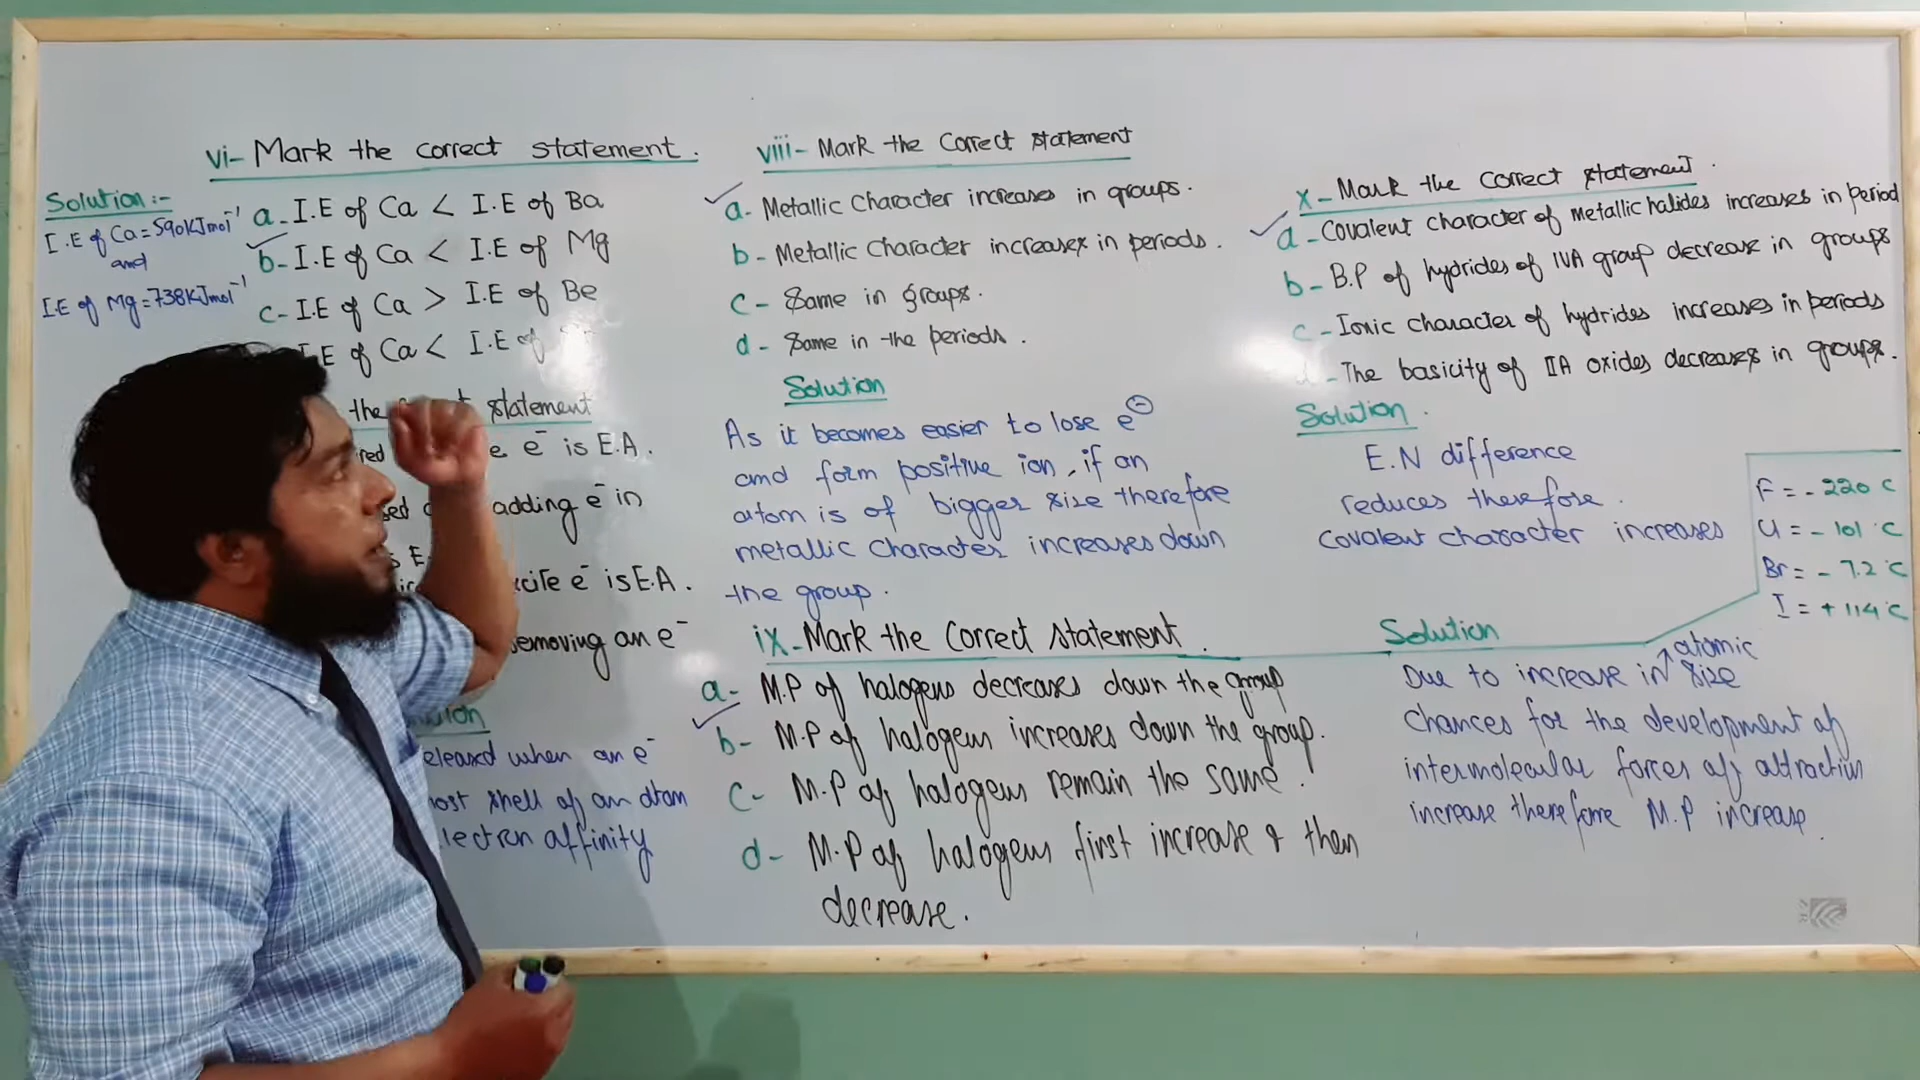 vi- Mark the correct statement.
Solution:-
I.E of Ca=590KJmol⁻¹
and
I.E of Mg=738KJmol⁻¹
a- I.E of Ca < I.E of Ba
b- I.E of Ca < I.E of Mg
c- I.E of Ca > I.E of Be
I.E of Ca < I.E of
the statement
e⁻ is E.A.
adding e⁻ in
e⁻ is E.A.
removing an e⁻
when an e⁻
shell of an atom
affinity
viii- Mark the Correct statement
a- Metallic Character increases in groups.
b- Metallic Character increases in periods.
c- Same in groups.
d- Same in the periods.
Solution
As it becomes easier to lose e⊖
and form positive ion, if an
atom is of bigger size therefore
metallic character increases down
the group.
ix- Mark the Correct statement.
a- M.P of halogens decreases down the group
b- M.P of halogens increases down the group.
c- M.P of halogens remain the same.
d- M.P of halogens first increase & then
decrease.
x- Mark the correct statement.
a- Covalent character of metallic halides increases in period
b- B.P of hydrides of IVA group decrease in groups
c- Ionic character of hydrides increases in periods
- The basicity of IIA oxides decreases in groups.
Solution.
E.N difference
reduces therefore.
covalent character increases
F = -220 C
Cl = -101 °C
Br = -7.2 °C
I = +114 °C
Solution
Due to increase in atomic size
chances for the development of
intermolecular forces of attraction
increase therefore M.P increase.